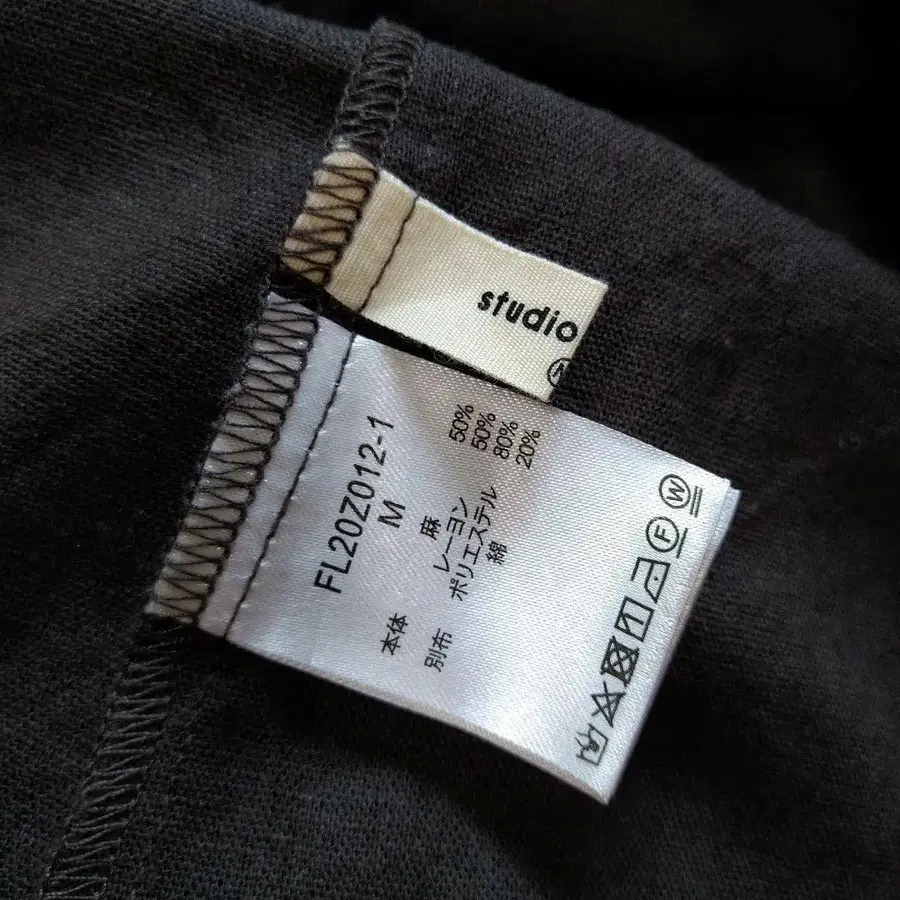 studio
FL20Z012-1
M
本体 麻 50%
レーヨン 50%
別布 ポリエステル 80%
綿 20%
F
W